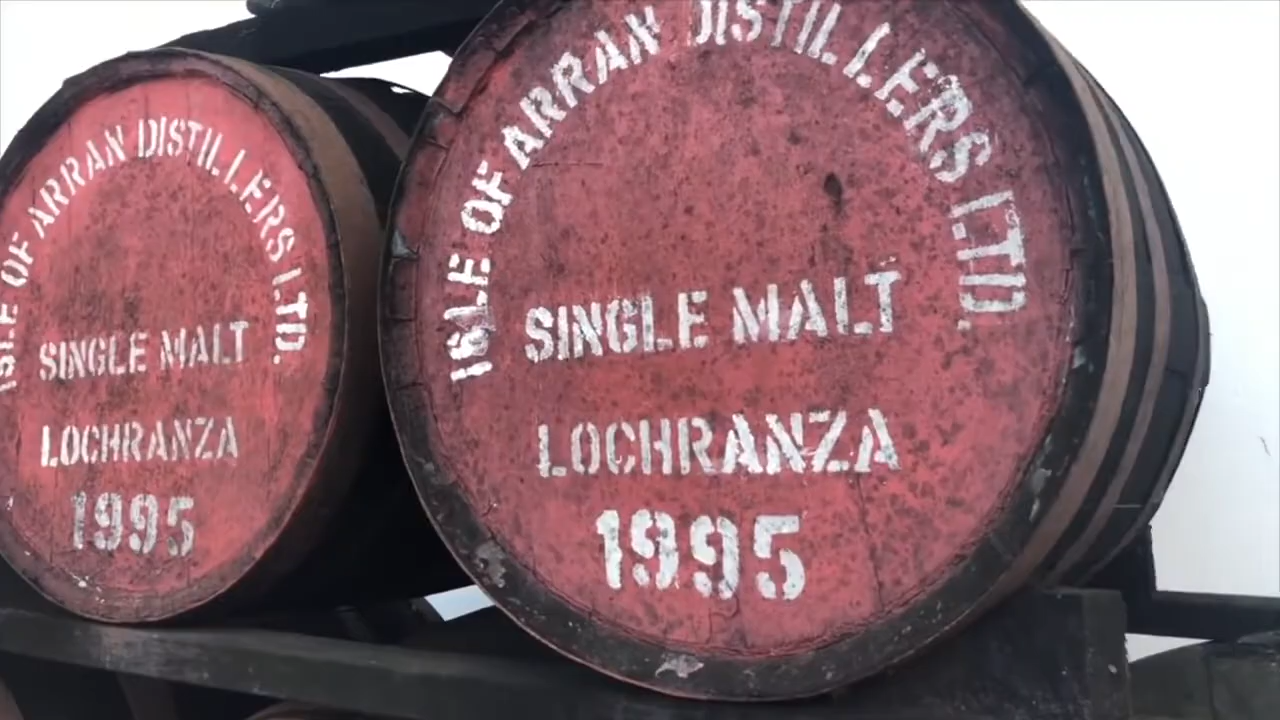 ISLE OF ARRAN DISTILLERS LTD.
SINGLE MALT
LOCHRANZA
1995
ISLE OF ARRAN DISTILLERS LTD.
SINGLE MALT
LOCHRANZA
1995